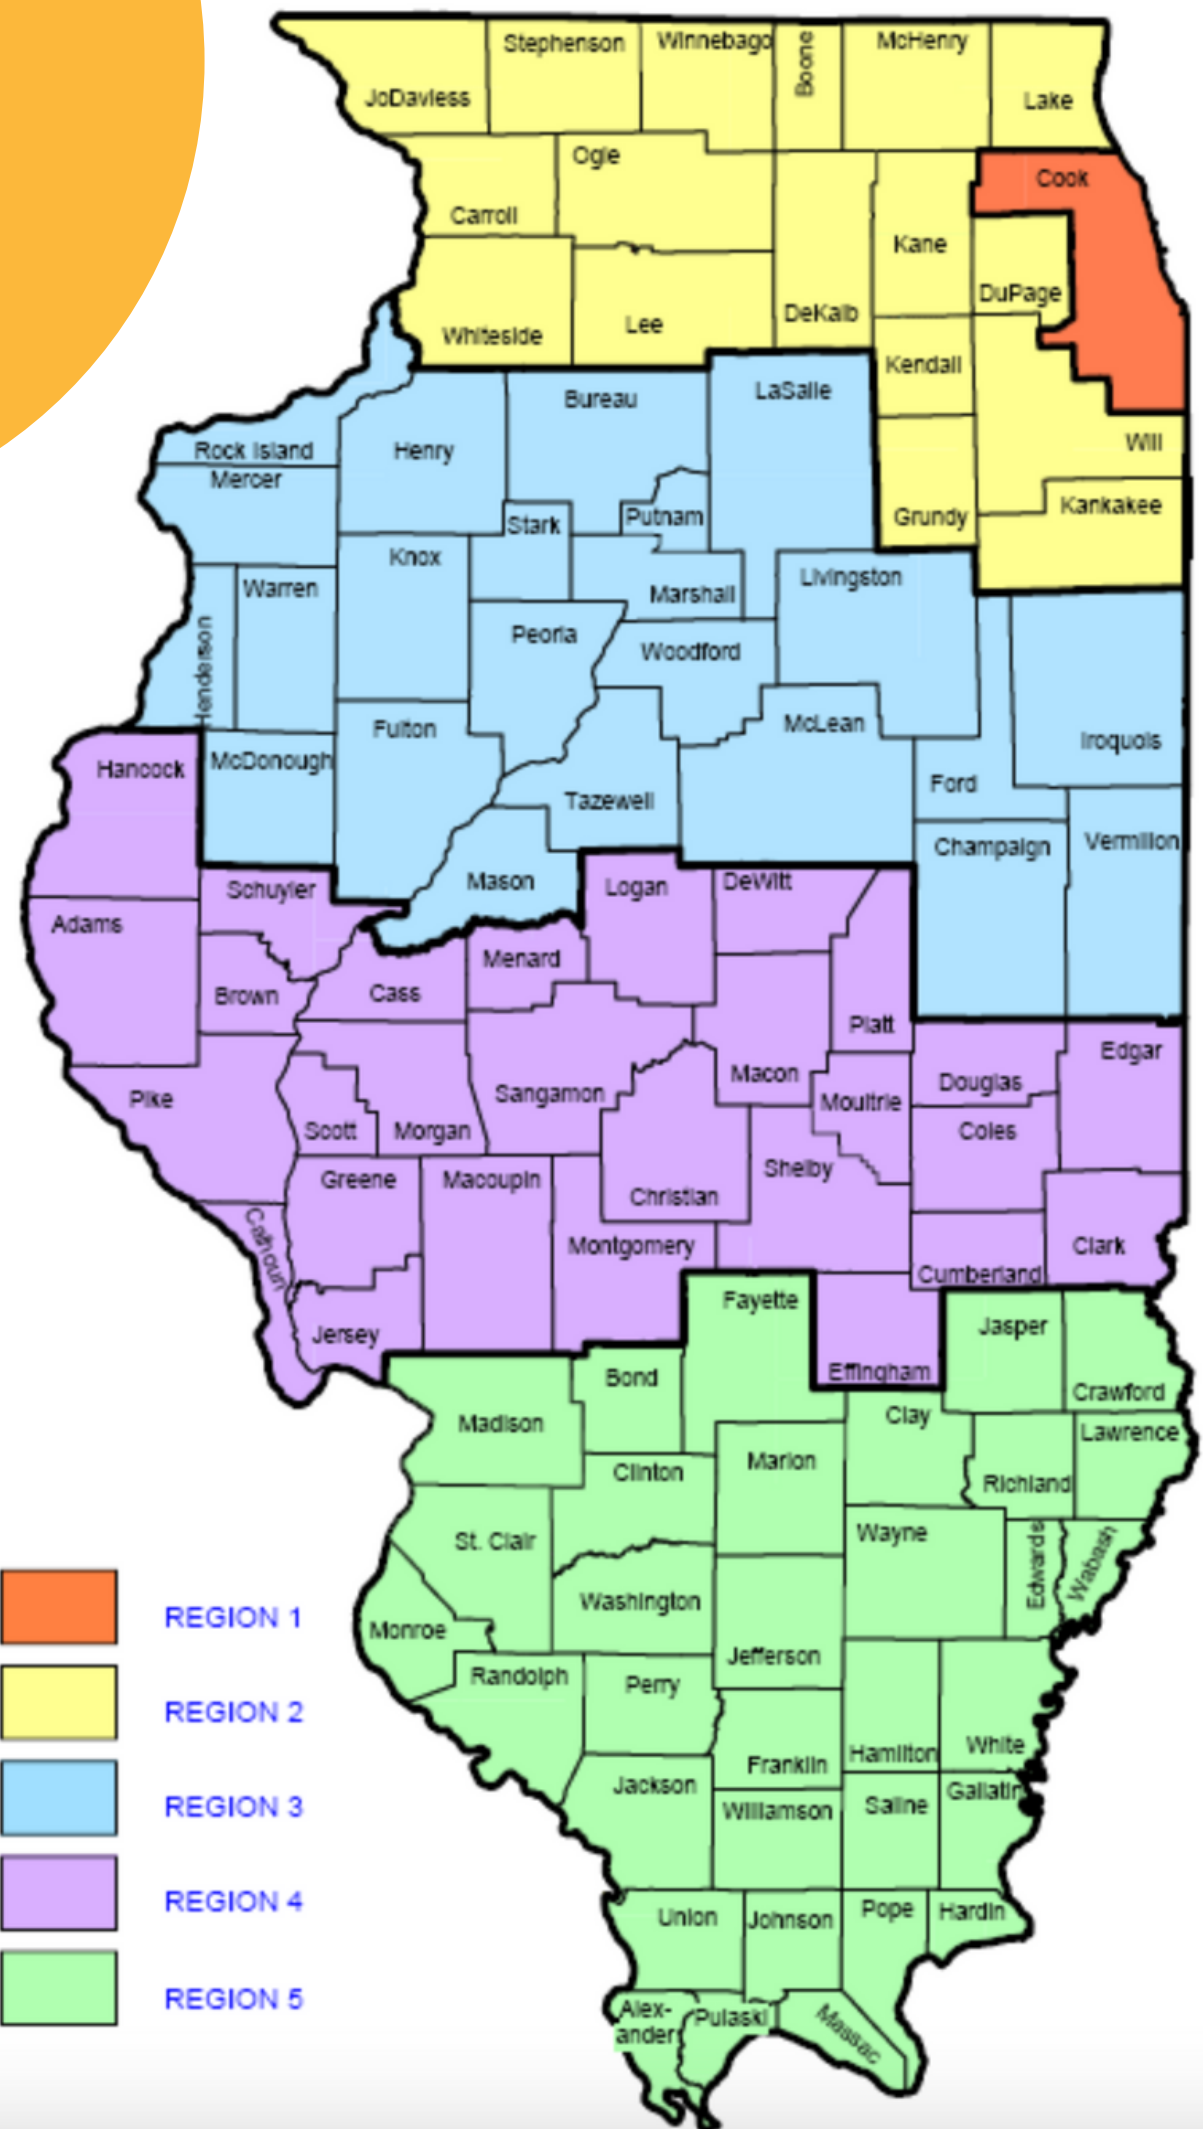 Stephenson
Winnebago
Boone
McHenry
JoDaviess
Lake
Ogle
Cook
Carroll
Kane
DuPage
Whiteside
Lee
DeKalb
Kendall
LaSalle
Bureau
Rock Island
Henry
Will
Mercer
Kankakee
Stark
Putnam
Grundy
Knox
Warren
Marshall
Livingston
Henderson
Peoria
Woodford
Fulton
McLean
Iroquois
McDonough
Hancock
Ford
Tazewell
Champaign
Vermilion
Mason
Logan
DeWitt
Schuyler
Adams
Menard
Cass
Brown
Piatt
Edgar
Macon
Douglas
Sangamon
Pike
Moultrie
Scott
Morgan
Coles
Shelby
Greene
Macoupin
Christian
Calhoun
Montgomery
Clark
Cumberland
Fayette
Jersey
Jasper
Bond
Effingham
Crawford
Madison
Clay
Lawrence
Marion
Clinton
Richland
St. Clair
Wayne
Edwards
Wabash
Washington
Monroe
Jefferson
Randolph
Perry
White
Hamilton
Franklin
Jackson
Gallatin
Williamson
Saline
Union
Johnson
Pope
Hardin
Alex-
ander
Pulaski
Massac
REGION 1
REGION 2
REGION 3
REGION 4
REGION 5